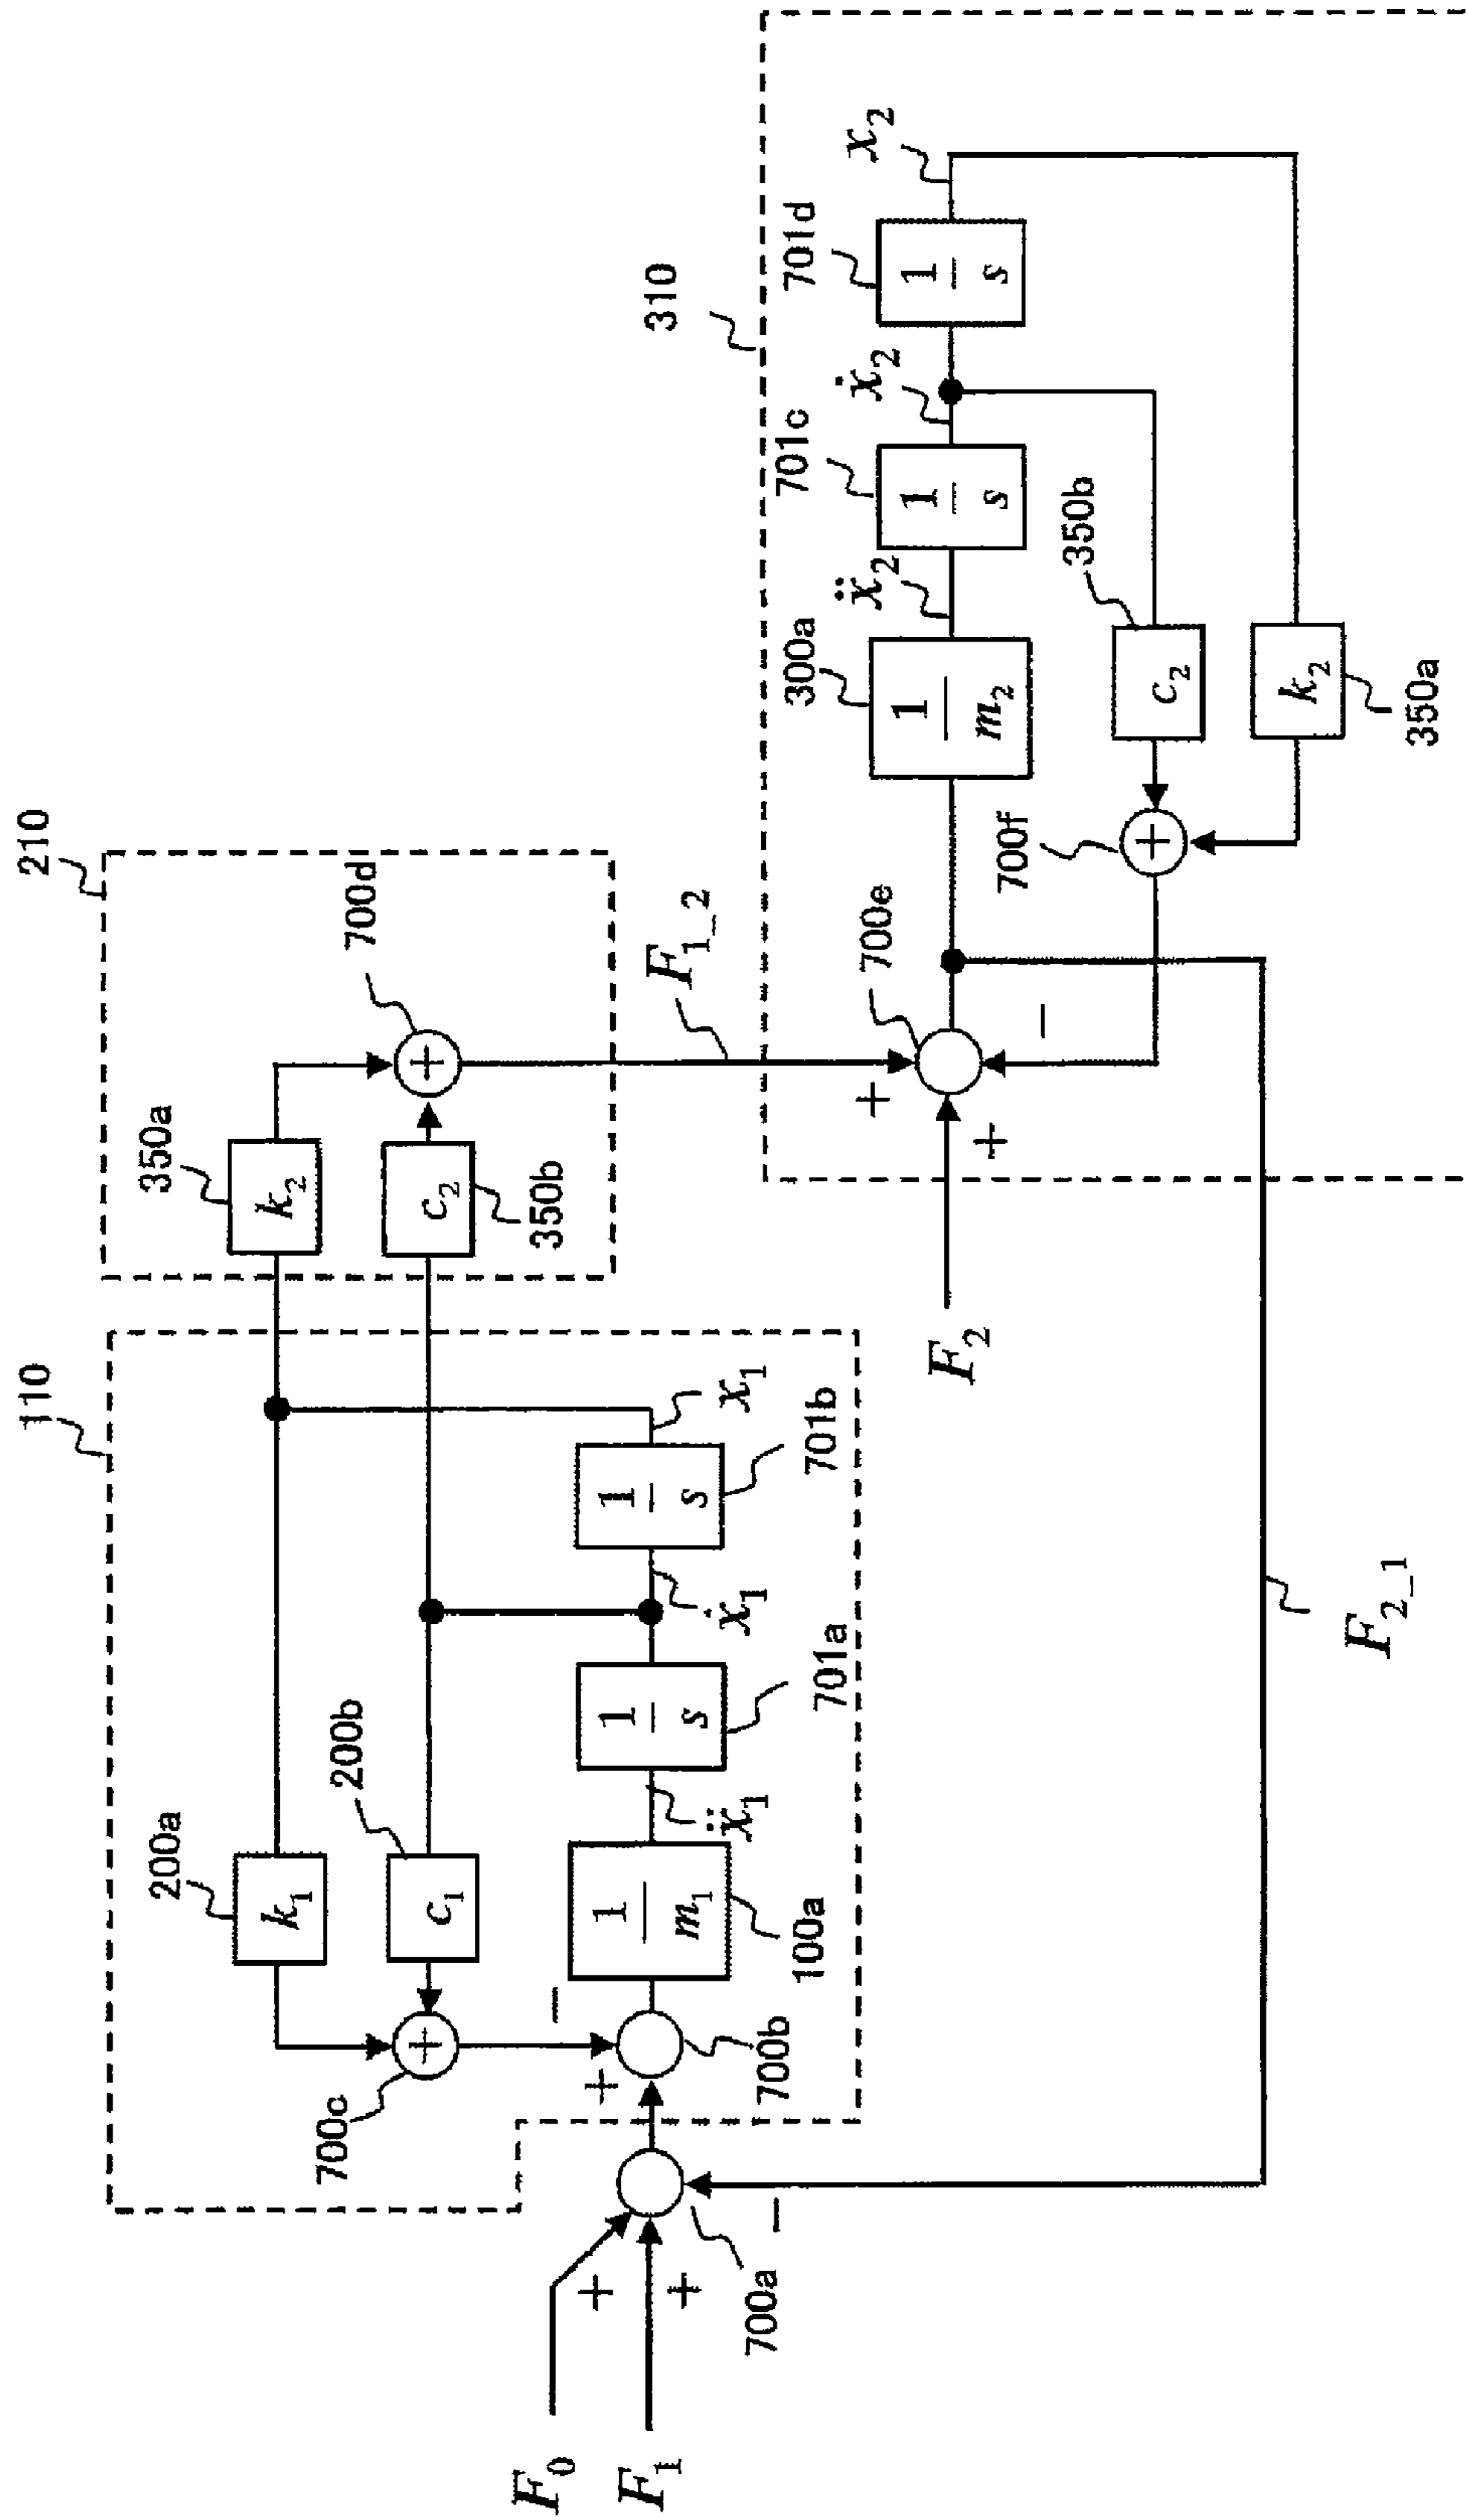 110
210
310
200a
k₁
200b
c₁
700c
−
+
700b
1
m₁
100a
ẍ₁
1
s
701a
ẋ₁
1
s
701b
x₁
350a
k₂
c₂
350b
700d
+
F₁_₂
F₀
F₁
+
+
700a
−
+
F₂
+
+
700e
−
1
m₂
300a
ẍ₂
1
s
701c
ẋ₂
1
s
701d
x₂
700f
+
c₂
350b
k₂
350a
F₂_₁